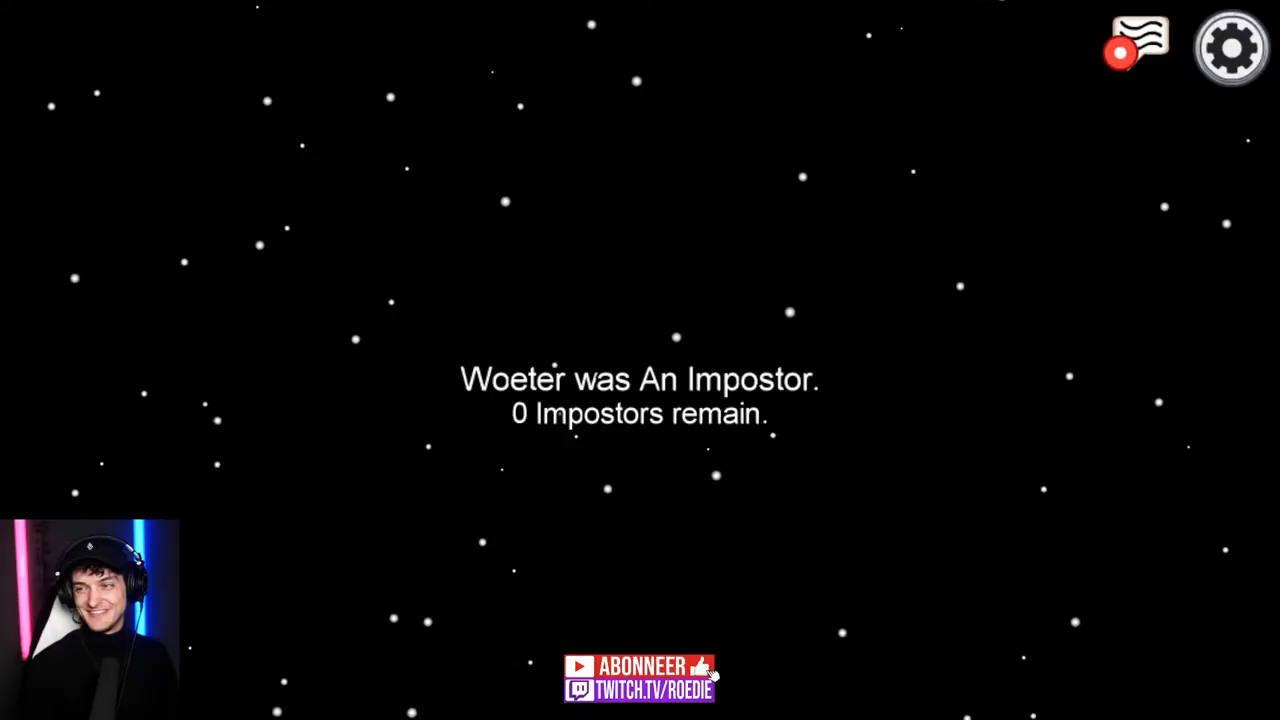 Woeter was An Impostor.
0 Impostors remain.
ABONNEER
TWITCH.TV/ROEDIE